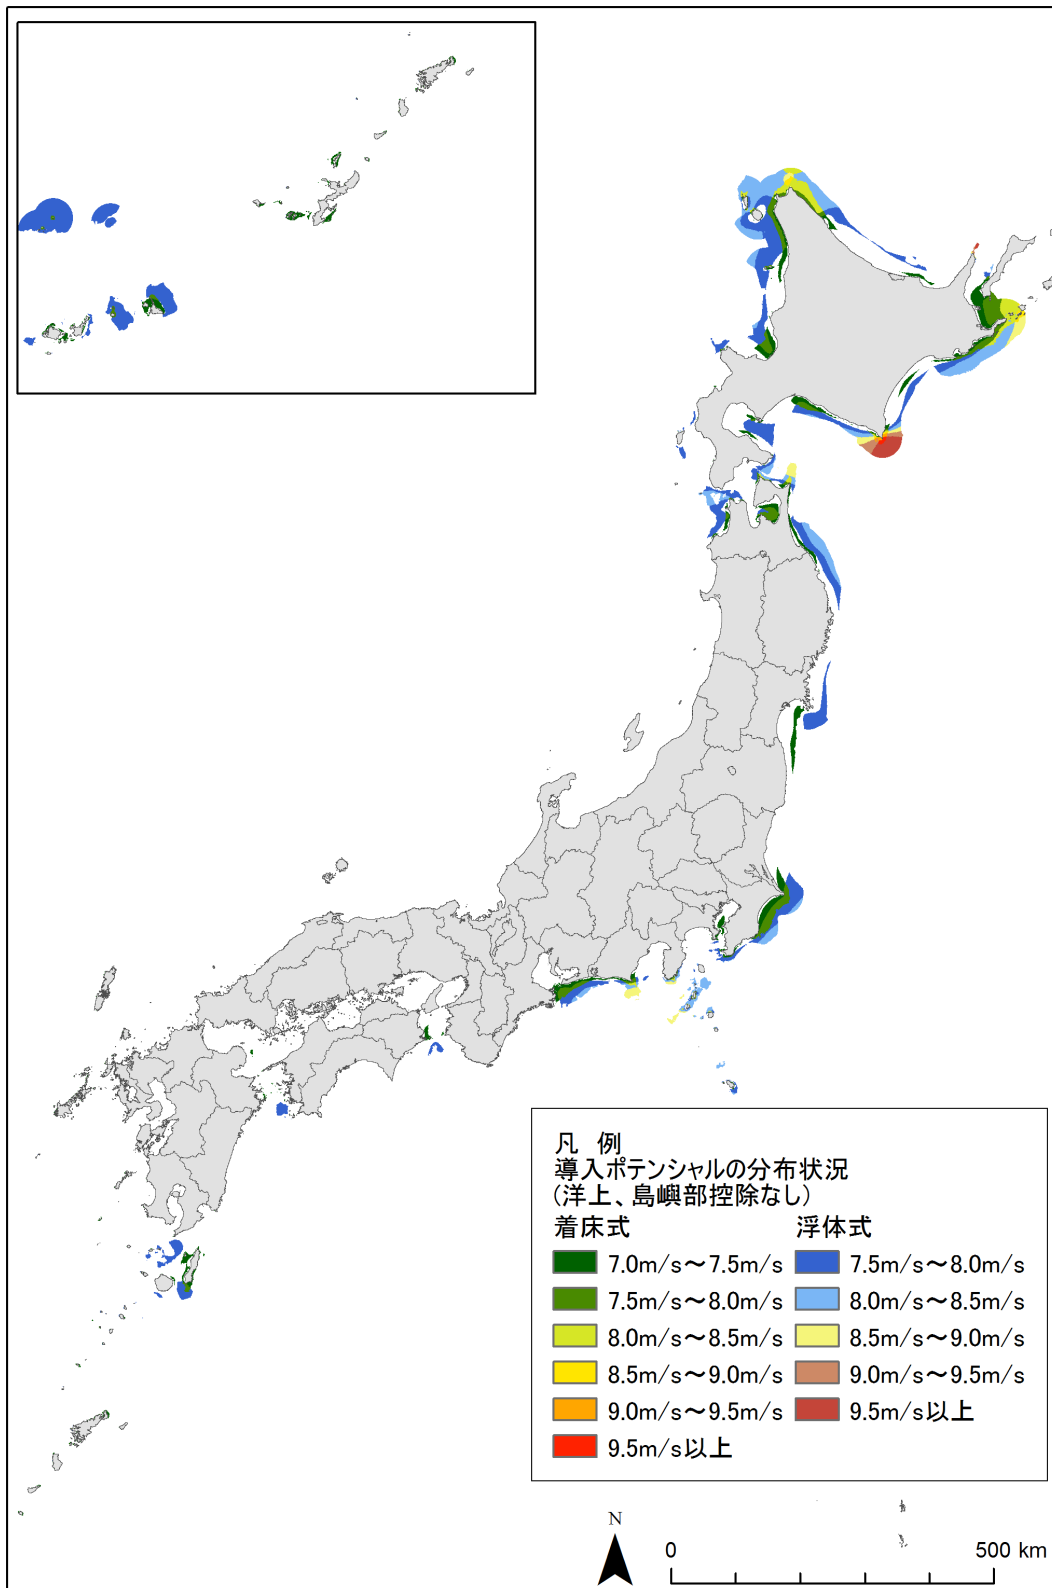 凡 例
導入ポテンシャルの分布状況
(洋上、島嶼部控除なし)
着床式 浮体式
7.0m/s～7.5m/s 7.5m/s～8.0m/s
7.5m/s～8.0m/s 8.0m/s～8.5m/s
8.0m/s～8.5m/s 8.5m/s～9.0m/s
8.5m/s～9.0m/s 9.0m/s～9.5m/s
9.0m/s～9.5m/s 9.5m/s以上
9.5m/s以上
N
0 500 km